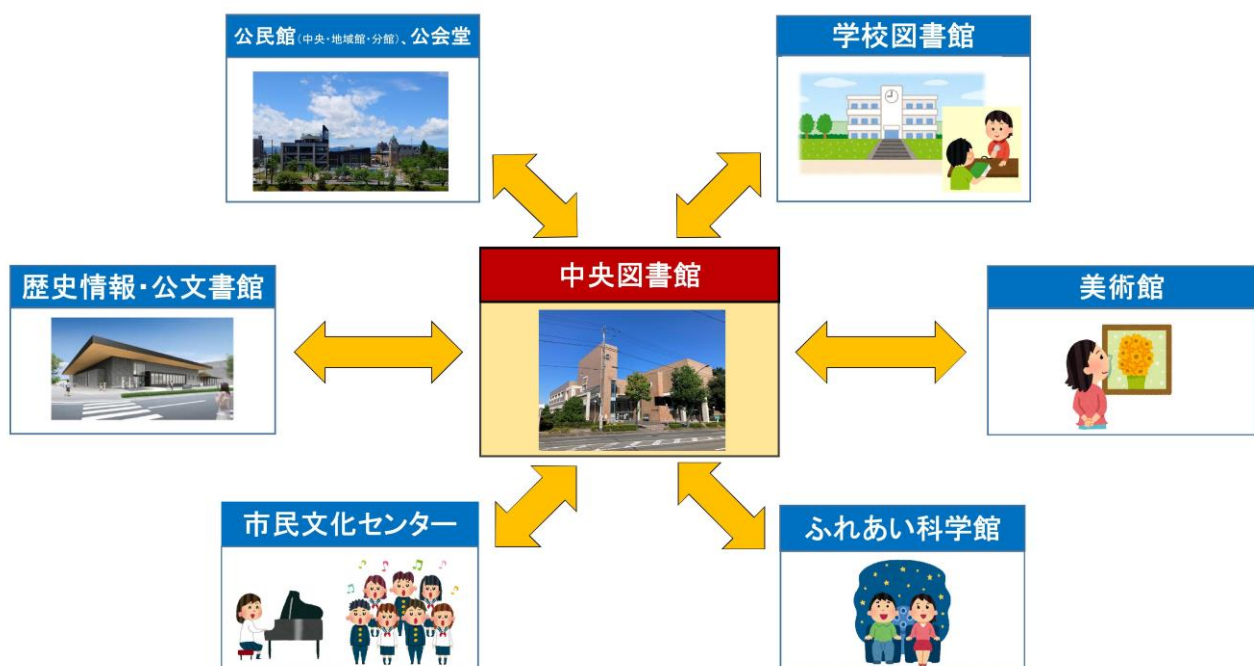 公民館(中央・地域館・分館)、公会堂
学校図書館
歴史情報・公文書館
中央図書館
美術館
市民文化センター
ふれあい科学館